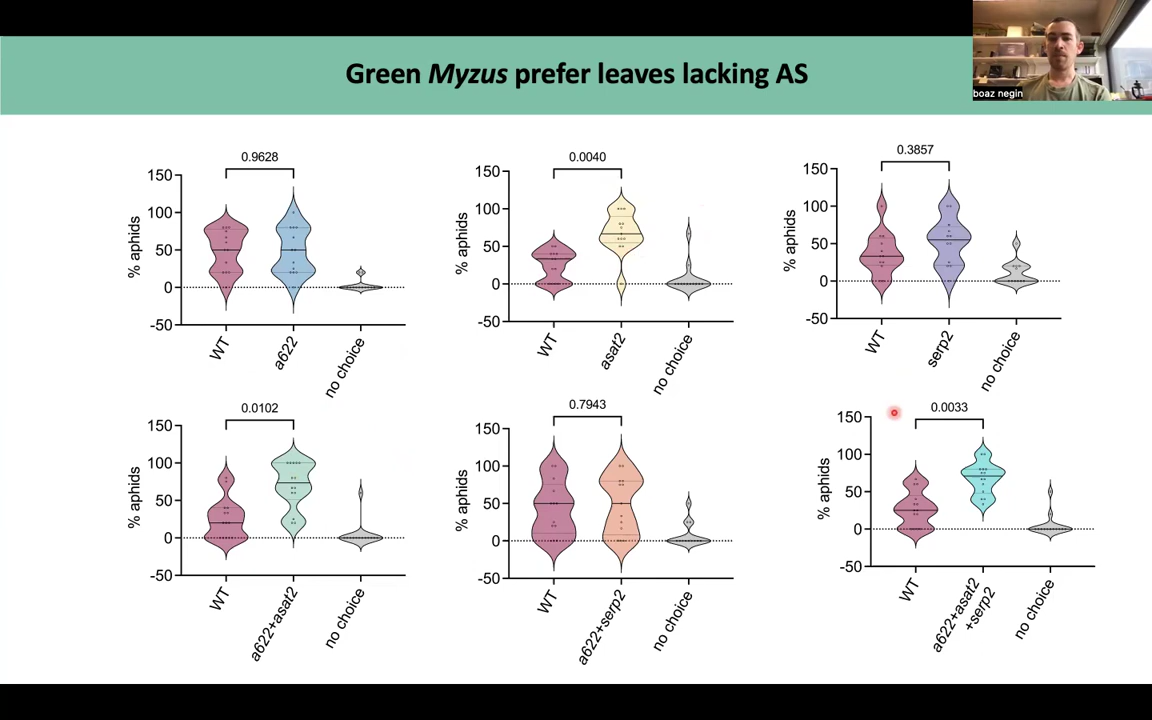 Green Myzus prefer leaves lacking AS
boaz negin
0.9628
150
100
50
0
-50
% aphids
WT
a622
no choice
0.0040
150
100
50
0
-50
% aphids
WT
asat2
no choice
0.3857
150
100
50
0
-50
% aphids
WT
serp2
no choice
0.0102
150
100
50
0
-50
% aphids
WT
a622+asat2
no choice
0.7943
150
100
50
0
-50
% aphids
WT
a622+serp2
no choice
0.0033
150
100
50
0
-50
% aphids
WT
a622+asat2
+serp2
no choice